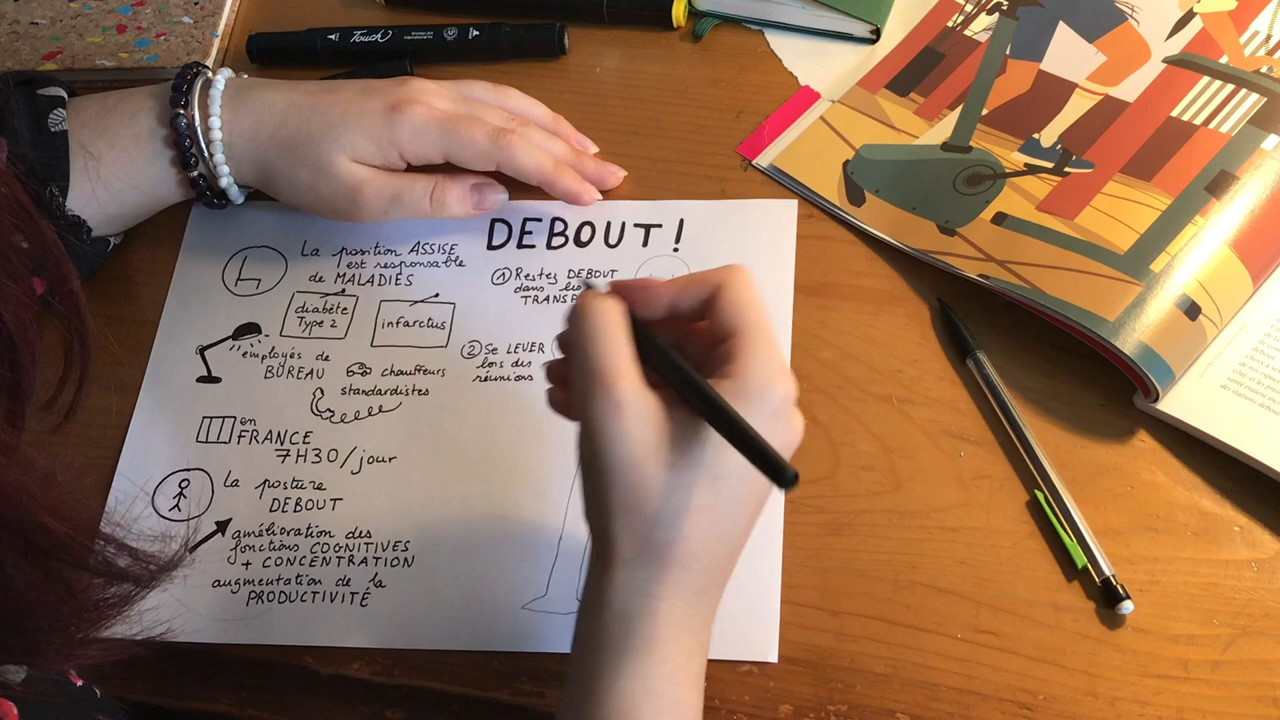 Touch
DEBOUT!
La position ASSISE
est responsable
de MALADIES
diabète
Type 2
infarctus
employés de
BUREAU
chauffeurs
standardistes
en
FRANCE
7H30/jour
La posture
DEBOUT
amélioration des
fonctions COGNITIVES
+ CONCENTRATION
augmentation de la
PRODUCTIVITÉ
1 Restez DEBOUT
dans les
2 Se LEVER
lors des
réunions